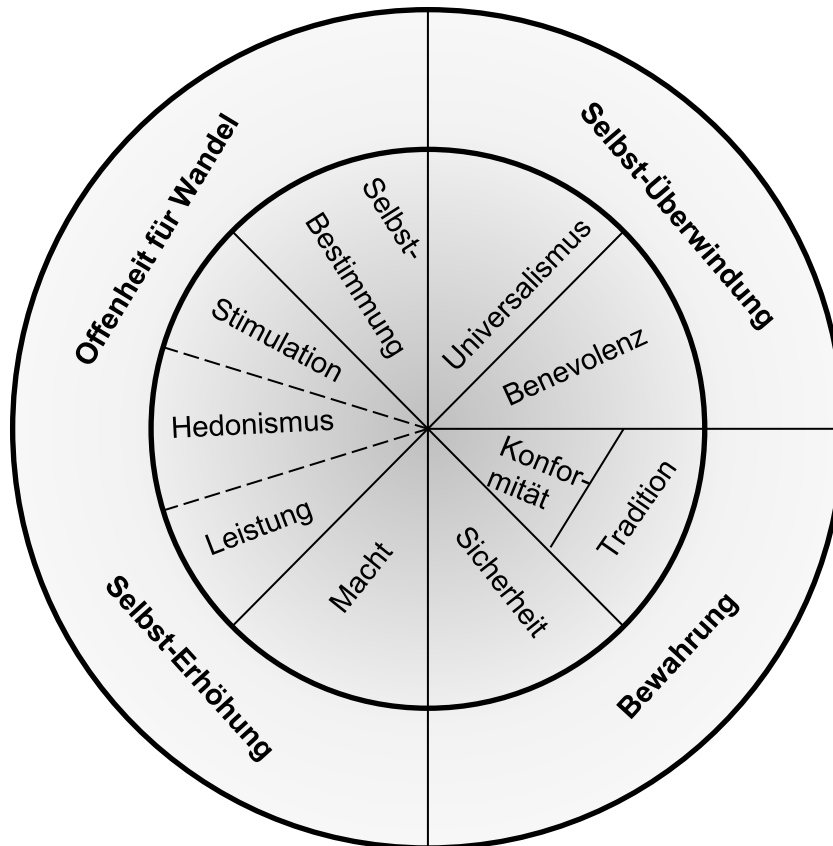 Offenheit für Wandel
Selbst-Überwindung
Selbst-
Bestimmung
Universalismus
Stimulation
Benevolenz
Hedonismus
Konfor-
mität
Tradition
Leistung
Macht
Sicherheit
Selbst-Erhöhung
Bewahrung